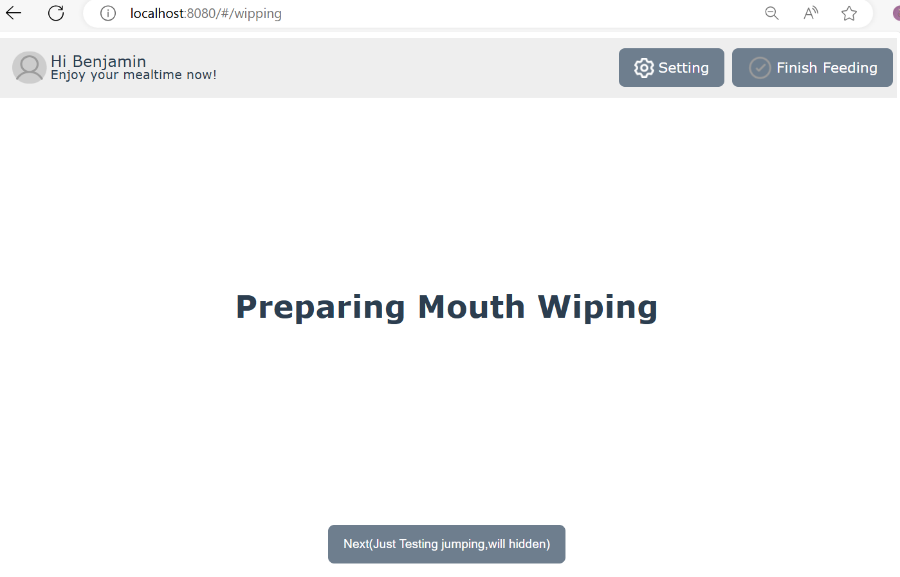 localhost:8080/#/wipping
Hi Benjamin
Enjoy your mealtime now!
Setting
Finish Feeding
Preparing Mouth Wiping
Next(Just Testing jumping,will hidden)